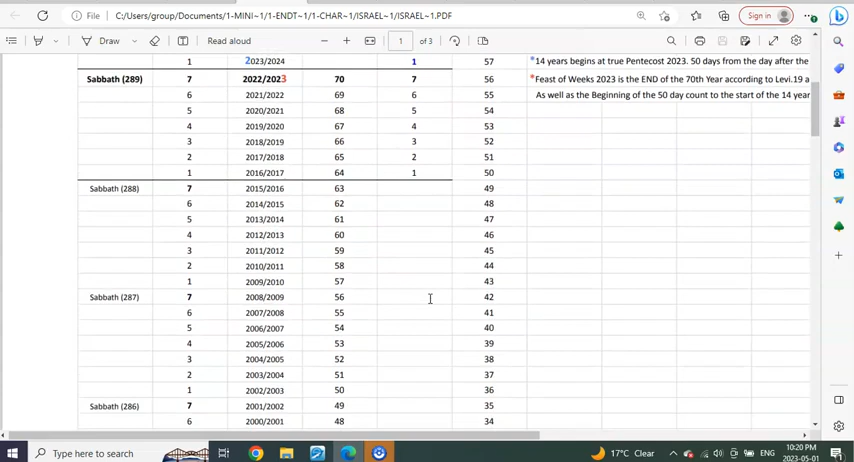 C:/Users/group/Documents/1-MINI~1/1-ENDT~1/1-CHAR~1/ISRAEL~1/ISRAEL~1.PDF
Sign in
Draw
Read aloud
1
of 3
1 2023/2024 1 57 *14 years begins at true Pentecost 2023. 50 days from the day after the
Sabbath (289) 7 2022/2023 70 7 56 *Feast of Weeks 2023 is the END of the 70th Year according to Levi.19 a
6 2021/2022 69 6 55 As well as the Beginning of the 50 day count to the start of the 14 year
5 2020/2021 68 5 54
4 2019/2020 67 4 53
3 2018/2019 66 3 52
2 2017/2018 65 2 51
1 2016/2017 64 1 50
Sabbath (288) 7 2015/2016 63 49
6 2014/2015 62 48
5 2013/2014 61 47
4 2012/2013 60 46
3 2011/2012 59 45
2 2010/2011 58 44
1 2009/2010 57 43
Sabbath (287) 7 2008/2009 56 42
6 2007/2008 55 41
5 2006/2007 54 40
4 2005/2006 53 39
3 2004/2005 52 38
2 2003/2004 51 37
1 2002/2003 50 36
Sabbath (286) 7 2001/2002 49 35
6 2000/2001 48 34
Type here to search
17°C Clear
ENG
10:20 PM
2023-05-01